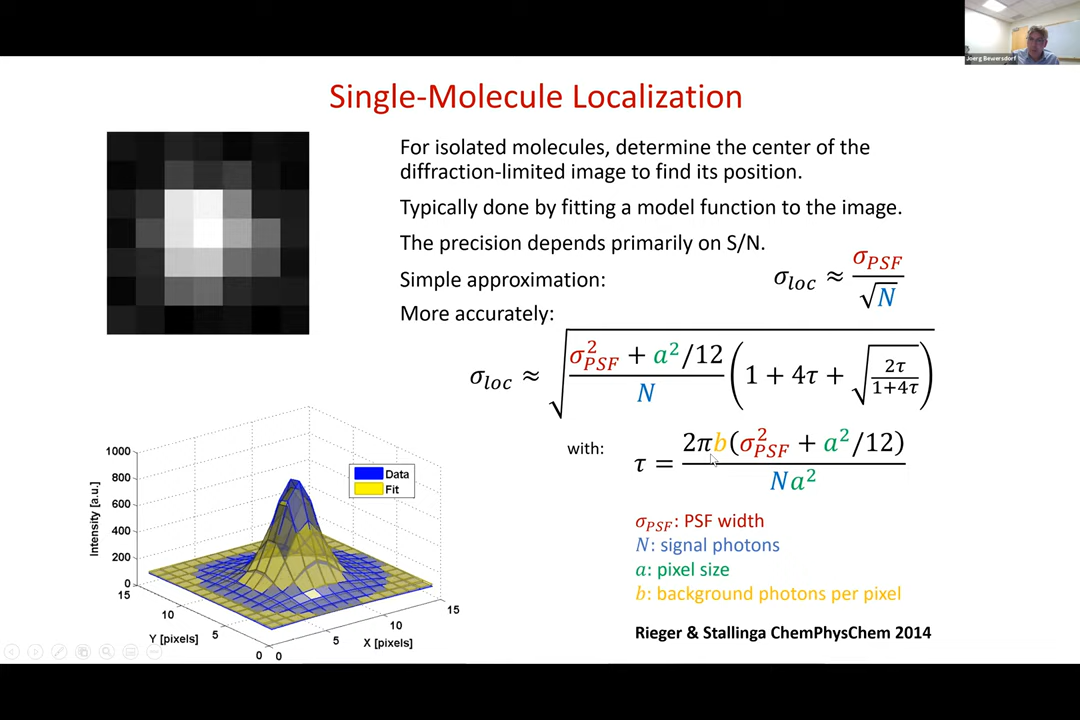 Joerg Bewersdorf
Single-Molecule Localization
For isolated molecules, determine the center of the
diffraction-limited image to find its position.
Typically done by fitting a model function to the image.
The precision depends primarily on S/N.
Simple approximation:
σ_loc ≈ σ_PSF / √N
More accurately:
σ_loc ≈ √( (σ²_PSF + a²/12) / N (1 + 4τ + √(2τ / (1+4τ))) )
with:
τ = 2πb(σ²_PSF + a²/12) / Na²
σ_PSF: PSF width
N: signal photons
a: pixel size
b: background photons per pixel
Rieger & Stallinga ChemPhysChem 2014
Data
Fit
Intensity [a.u.]
1000
800
600
400
200
0
15
10
5
0
Y [pixels]
0
5
10
15
X [pixels]